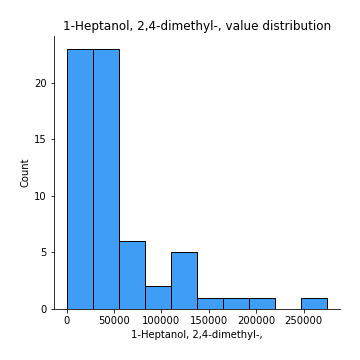 1-Heptanol, 2,4-dimethyl-, value distribution
20
15
10
5
0
Count
0 50000 100000 150000 200000 250000
1-Heptanol, 2,4-dimethyl-,